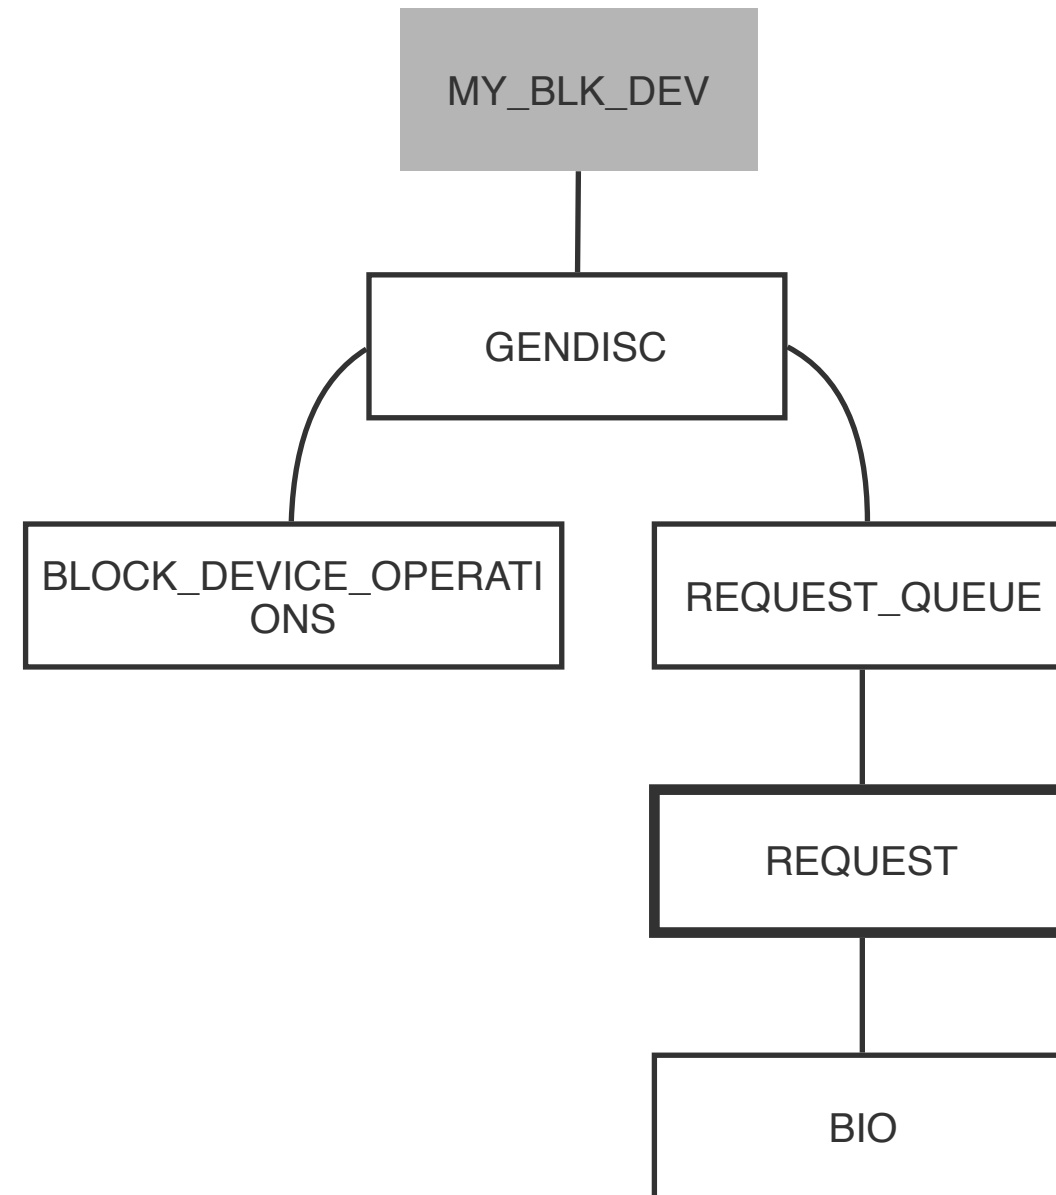 MY_BLK_DEV
GENDISC
BLOCK_DEVICE_OPERATI
ONS
REQUEST_QUEUE
REQUEST
BIO